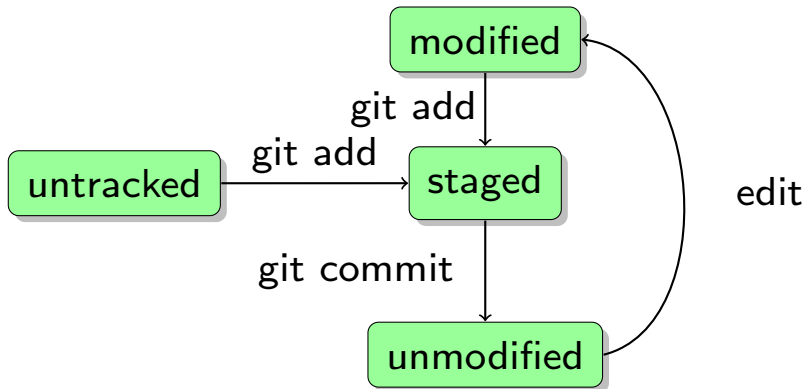 modified
git add
git add
untracked
staged
edit
git commit
unmodified